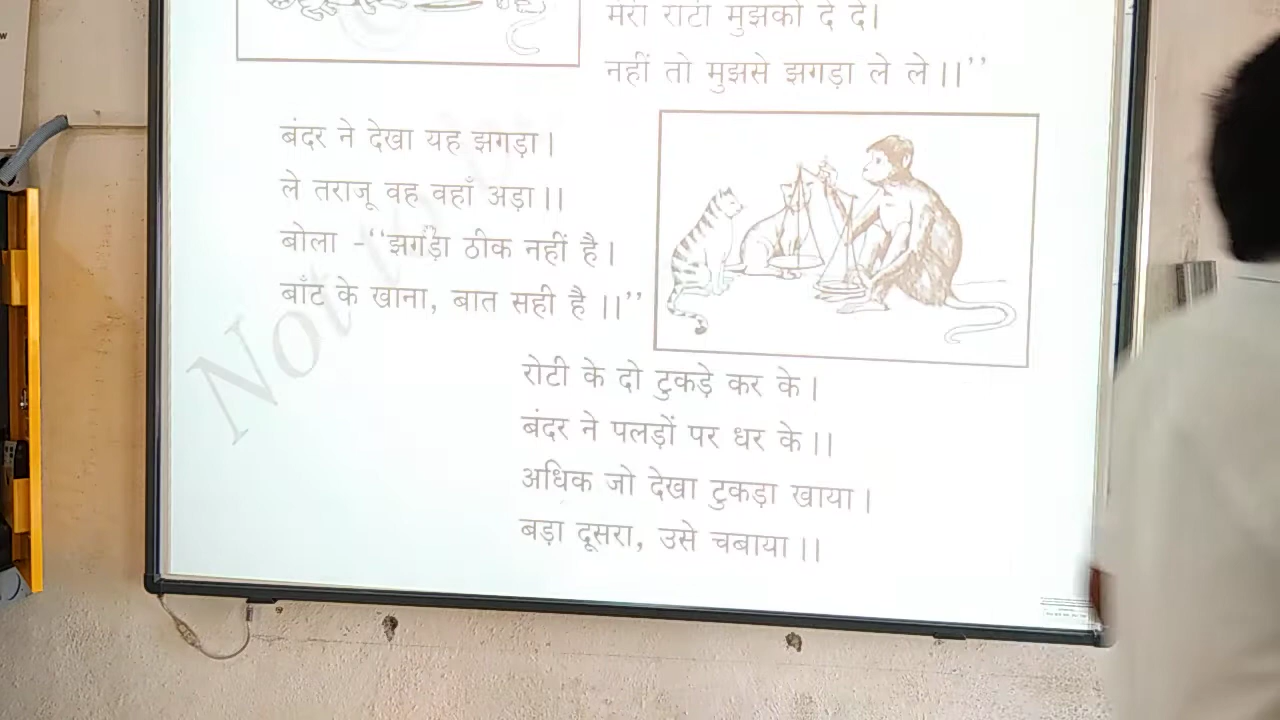 मेरी रोटी मुझको दे दे।
नहीं तो मुझसे झगड़ा ले ले।।”
बंदर ने देखा यह झगड़ा।
ले तराजू वह वहाँ अड़ा।।
बोला -“झगड़ा ठीक नहीं है।
बाँट के खाना, बात सही है ।।”
रोटी के दो टुकड़े कर के।
बंदर ने पलड़ों पर धर के।।
अधिक जो देखा टुकड़ा खाया।
बड़ा दूसरा, उसे चबाया।।
Not